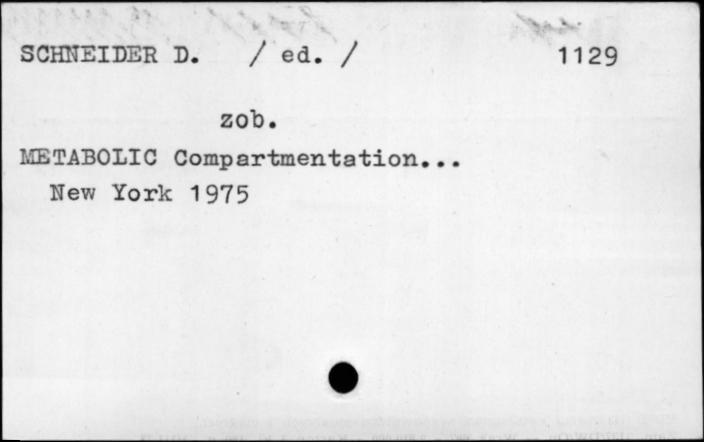 SCHNEIDER D. / ed. / 1129
zob.
METABOLIC Compartmentation...
New York 1975